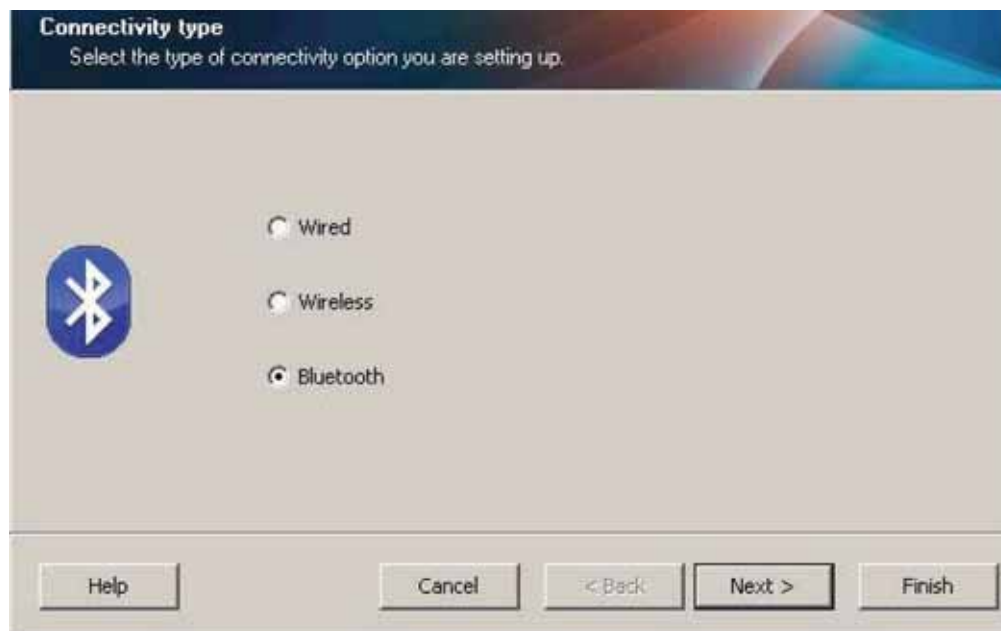 Connectivity type
Select the type of connectivity option you are setting up.
Wired
Wireless
Bluetooth
Help
Cancel
< Back
Next >
Finish